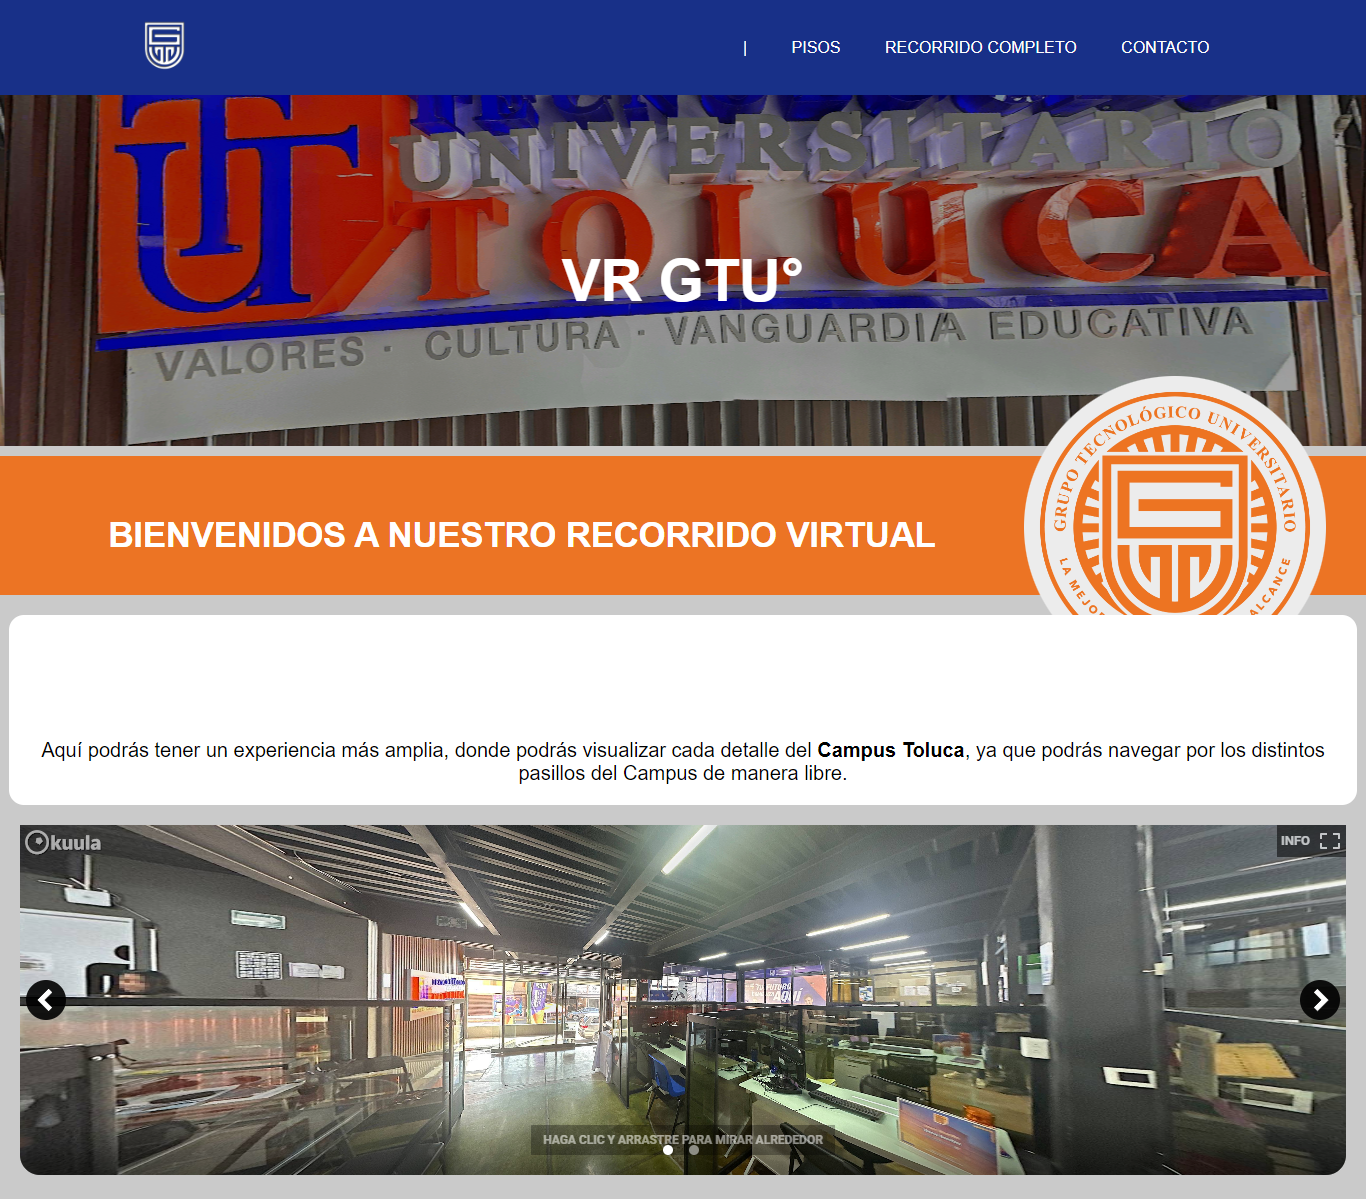 | PISOS RECORRIDO COMPLETO CONTACTO
UNIVERSITARIO
UT TOLUCA
VR GTU°
VALORES · CULTURA · VANGUARDIA EDUCATIVA
GRUPO TECNOLÓGICO UNIVERSITARIO
BIENVENIDOS A NUESTRO RECORRIDO VIRTUAL
LA MEJOR
ALCANCE
Aquí podrás tener un experiencia más amplia, donde podrás visualizar cada detalle del Campus Toluca, ya que podrás navegar por los distintos
pasillos del Campus de manera libre.
kuula
INFO
AQUÍ
HAGA CLIC Y ARRASTRE PARA MIRAR ALREDEDOR